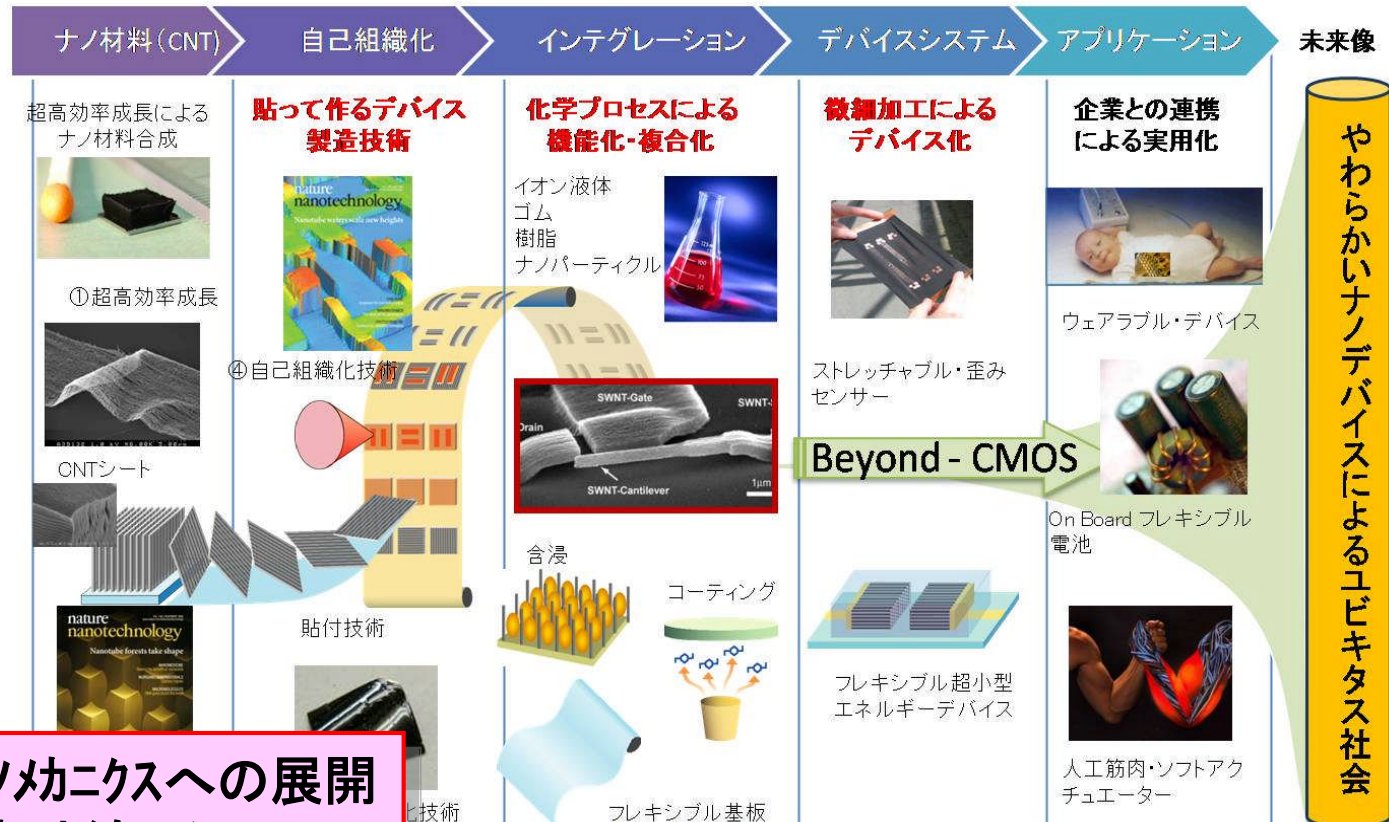 ナノ材料(CNT)
自己組織化
インテグレーション
デバイスシステム
アプリケーション
未来像
超高効率成長による
ナノ材料合成
①超高効率成長
CNTシート
nature
nanotechnology
Nanotube forests take shape
貼って作るデバイス
製造技術
nature
nanotechnology
Nanotube waters scale new heights
④自己組織化技術
貼付技術
化技術
化学プロセスによる
機能化・複合化
イオン液体
ゴム
樹脂
ナノパーティクル
SWNT-Gate
Drain
SWNT-Cantilever
1μm
含浸
コーティング
フレキシブル基板
微細加工による
デバイス化
ストレッチャブル・歪み
センサー
Beyond - CMOS
フレキシブル超小型
エネルギーデバイス
企業との連携
による実用化
ウェアラブル・デバイス
On Board フレキシブル
電池
人工筋肉・ソフトアク
チュエーター
やわらかいナノデバイスによるユビキタス社会
メカニクスへの展開